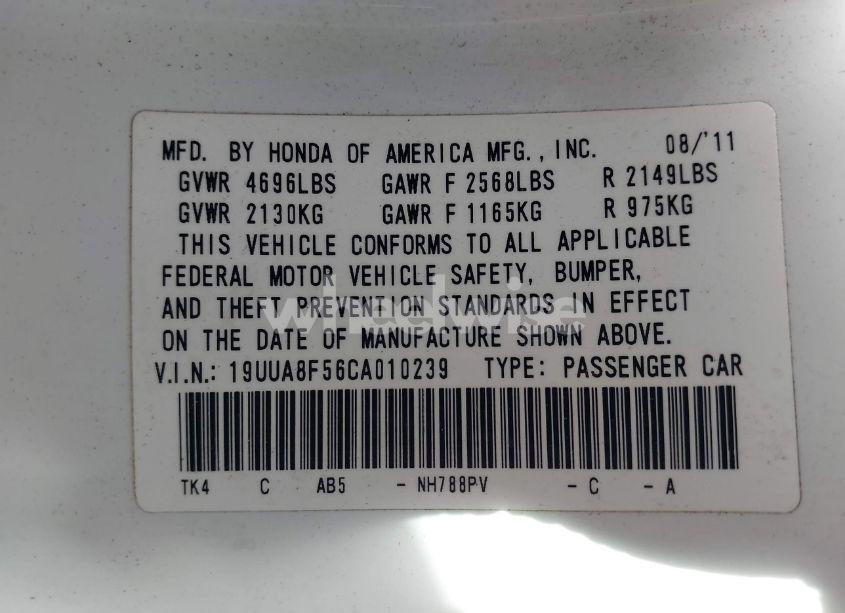 MFD. BY HONDA OF AMERICA MFG., INC. 08/'11
GVWR 4696LBS GAWR F 2568LBS R 2149LBS
GVWR 2130KG GAWR F 1165KG R 975KG
THIS VEHICLE CONFORMS TO ALL APPLICABLE
FEDERAL MOTOR VEHICLE SAFETY, BUMPER,
AND THEFT PREVENTION STANDARDS IN EFFECT
wheelwise
ON THE DATE OF MANUFACTURE SHOWN ABOVE.
V.I.N.: 19UUA8F56CA010239 TYPE: PASSENGER CAR
TK4 C AB5 - NH788PV - C - A